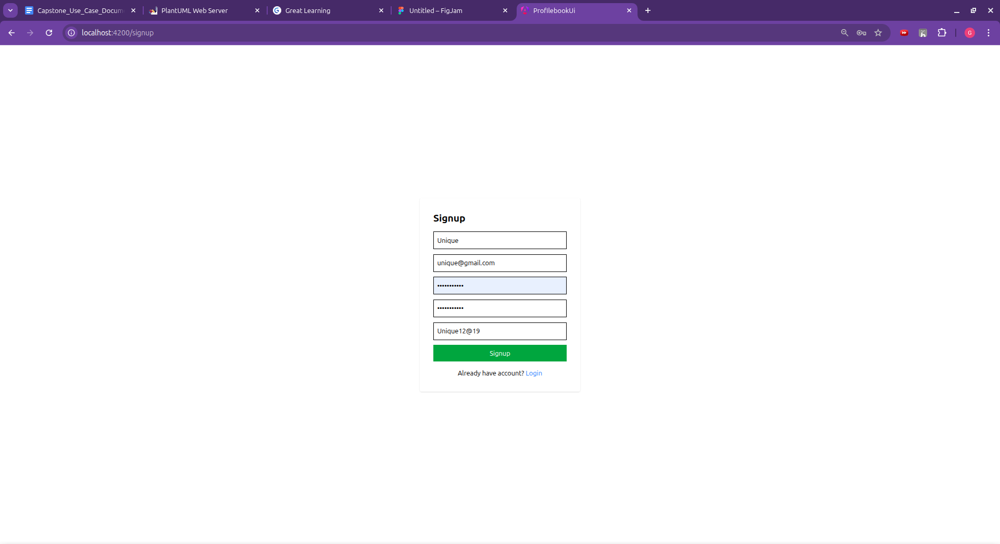 Capstone_Use_Case_Docum
PlantUML Web Server
Great Learning
Untitled – FigJam
ProfilebookUi
localhost:4200/signup
G
Signup
Unique
unique@gmail.com
•••••••••••
•••••••••••
Unique12@19
Signup
Already have account? Login